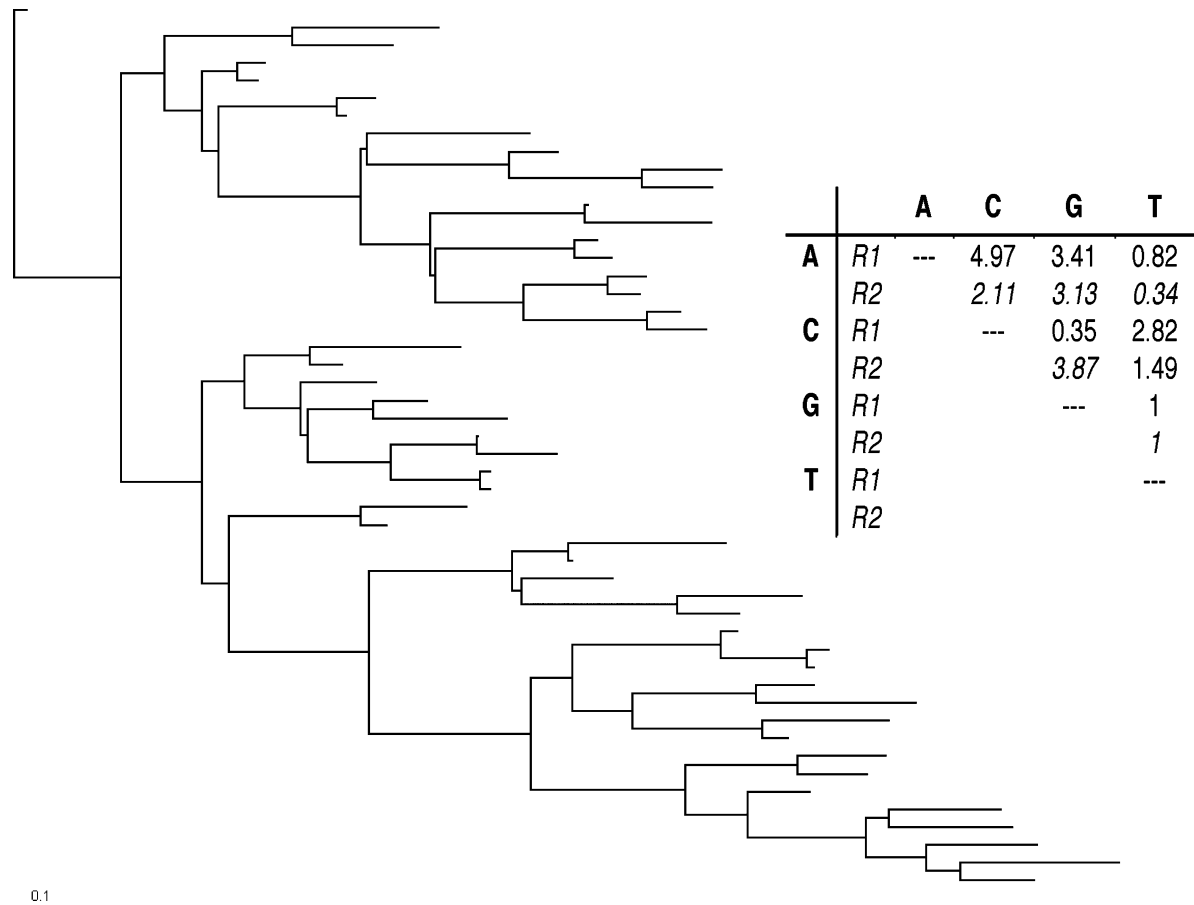 A C G T
A R1 --- 4.97 3.41 0.82
R2 2.11 3.13 0.34
C R1 --- 0.35 2.82
R2 3.87 1.49
G R1 --- 1
R2 1
T R1 ---
R2
0.1